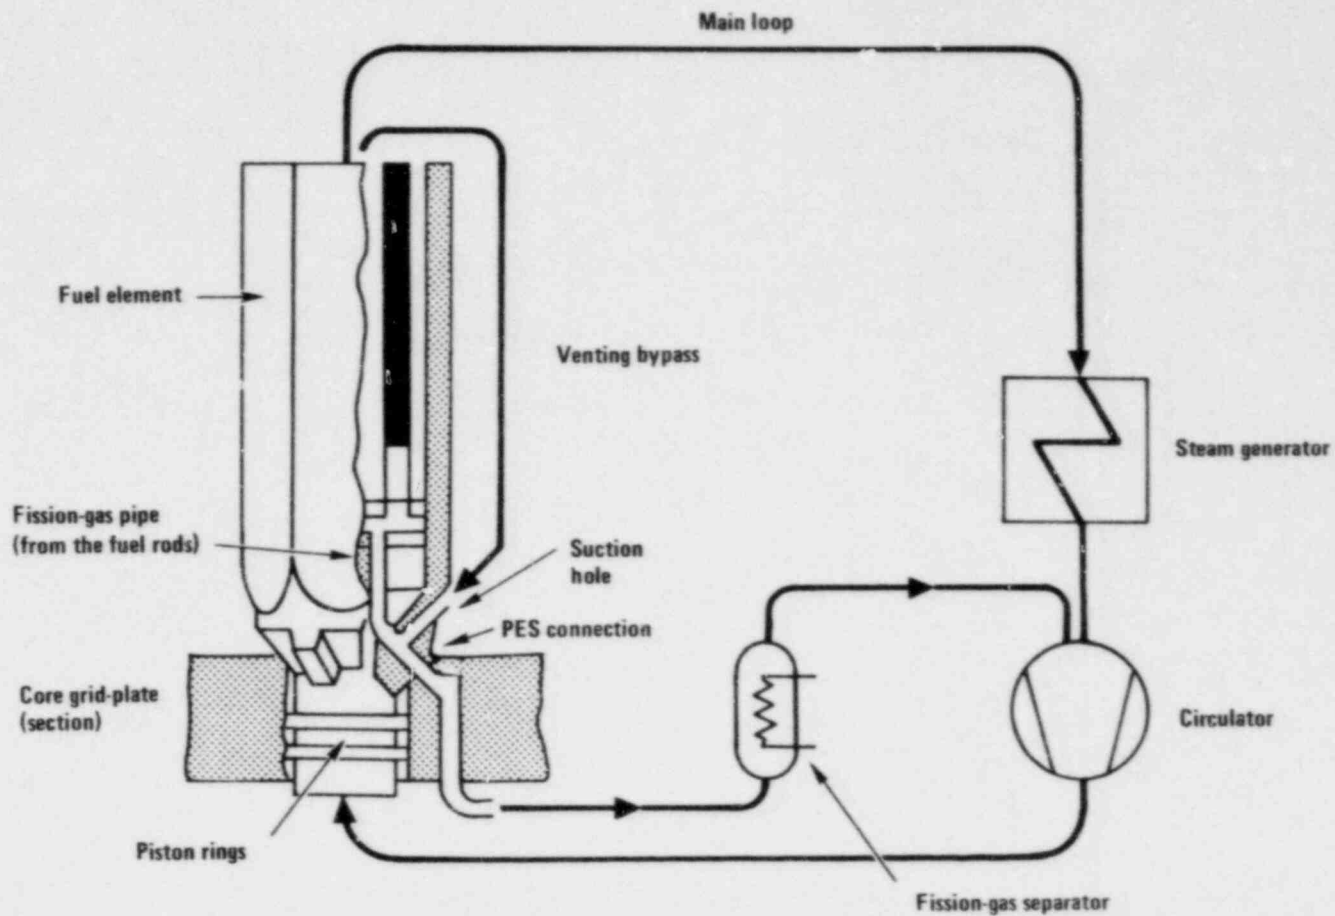 Main loop
Fuel element
Venting bypass
Steam generator
Fission-gas pipe
(from the fuel rods)
Suction
hole
PES connection
Core grid-plate
(section)
Circulator
Piston rings
Fission-gas separator